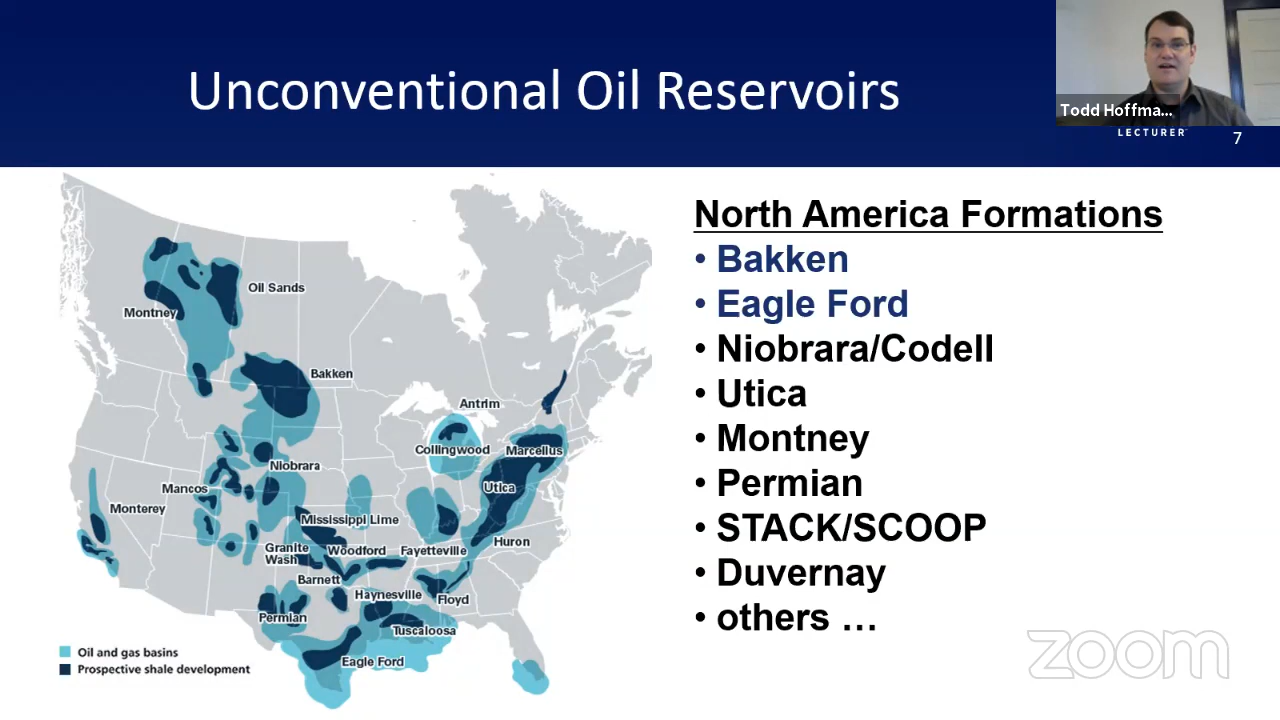 Unconventional Oil Reservoirs
Todd Hoffma...
LECTURER
7
North America Formations
• Bakken
• Eagle Ford
• Niobrara/Codell
• Utica
• Montney
• Permian
• STACK/SCOOP
• Duvernay
• others …
Oil Sands
Montney
Bakken
Antrim
Collingwood
Marcellus
Niobrara
Utica
Mancos
Monterey
Mississippi Lime
Huron
Granite
Wash
Woodford
Fayetteville
Barnett
Haynesville
Floyd
Permian
Tuscaloosa
Eagle Ford
Oil and gas basins
Prospective shale development
zoom